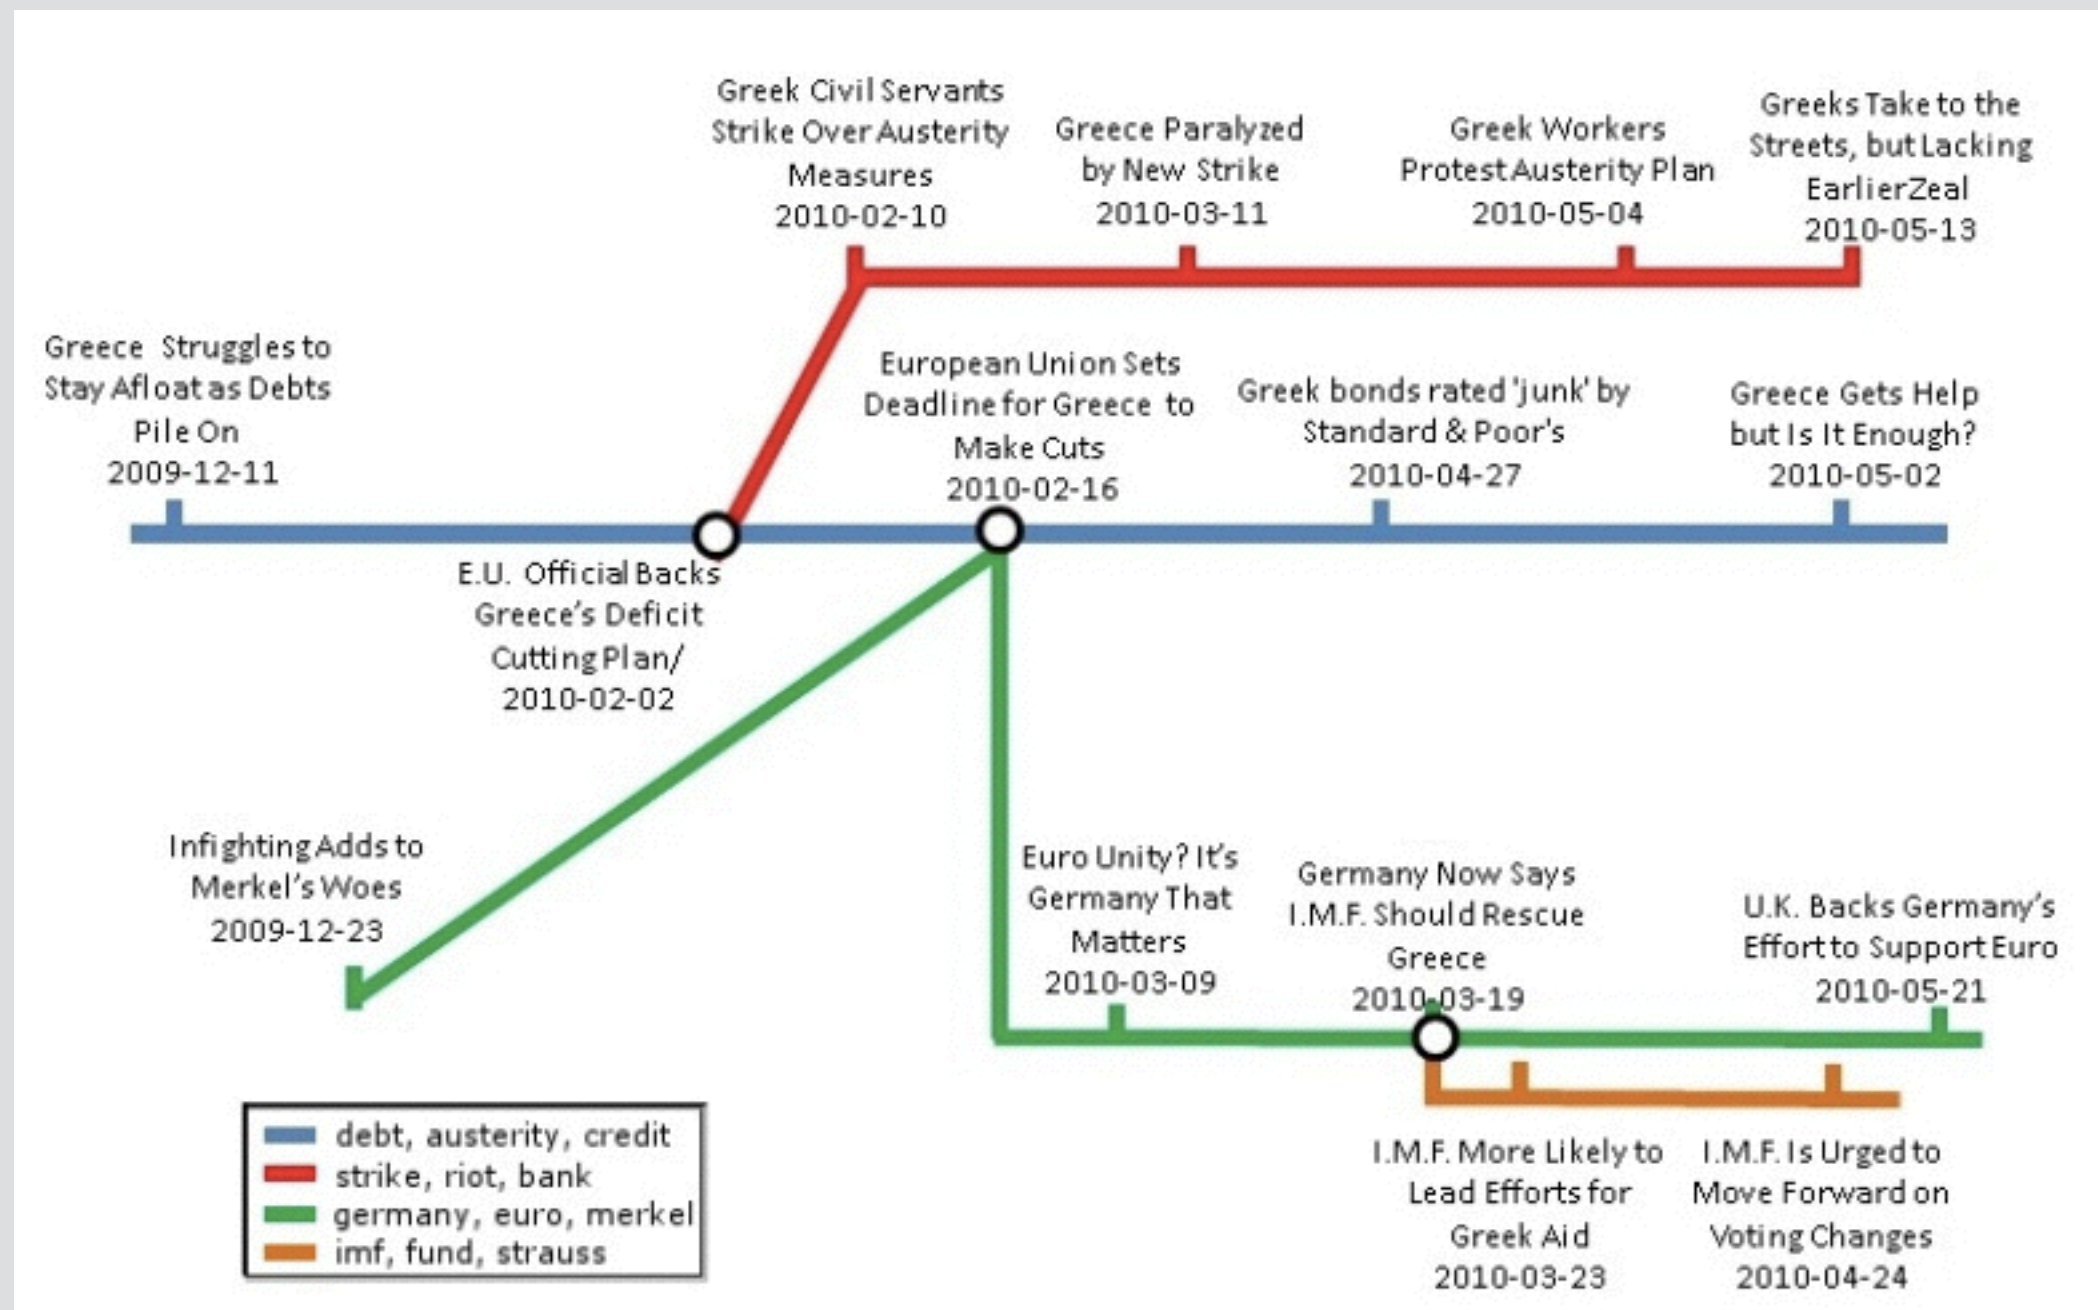 Greek Civil Servants
Strike Over Austerity
Measures
2010-02-10
Greece Paralyzed
by New Strike
2010-03-11
Greek Workers
Protest Austerity Plan
2010-05-04
Greeks Take to the
Streets, but Lacking
Earlier Zeal
2010-05-13
Greece Struggles to
Stay Afloat as Debts
Pile On
2009-12-11
European Union Sets
Deadline for Greece to
Make Cuts
2010-02-16
Greek bonds rated 'junk' by
Standard & Poor's
2010-04-27
Greece Gets Help
but Is It Enough?
2010-05-02
E.U. Official Backs
Greece’s Deficit
Cutting Plan/
2010-02-02
Infighting Adds to
Merkel’s Woes
2009-12-23
Euro Unity? It’s
Germany That
Matters
2010-03-09
Germany Now Says
I.M.F. Should Rescue
Greece
2010-03-19
U.K. Backs Germany’s
Effort to Support Euro
2010-05-21
I.M.F. More Likely to
Lead Efforts for
Greek Aid
2010-03-23
I.M.F. Is Urged to
Move Forward on
Voting Changes
2010-04-24
debt, austerity, credit
strike, riot, bank
germany, euro, merkel
imf, fund, strauss